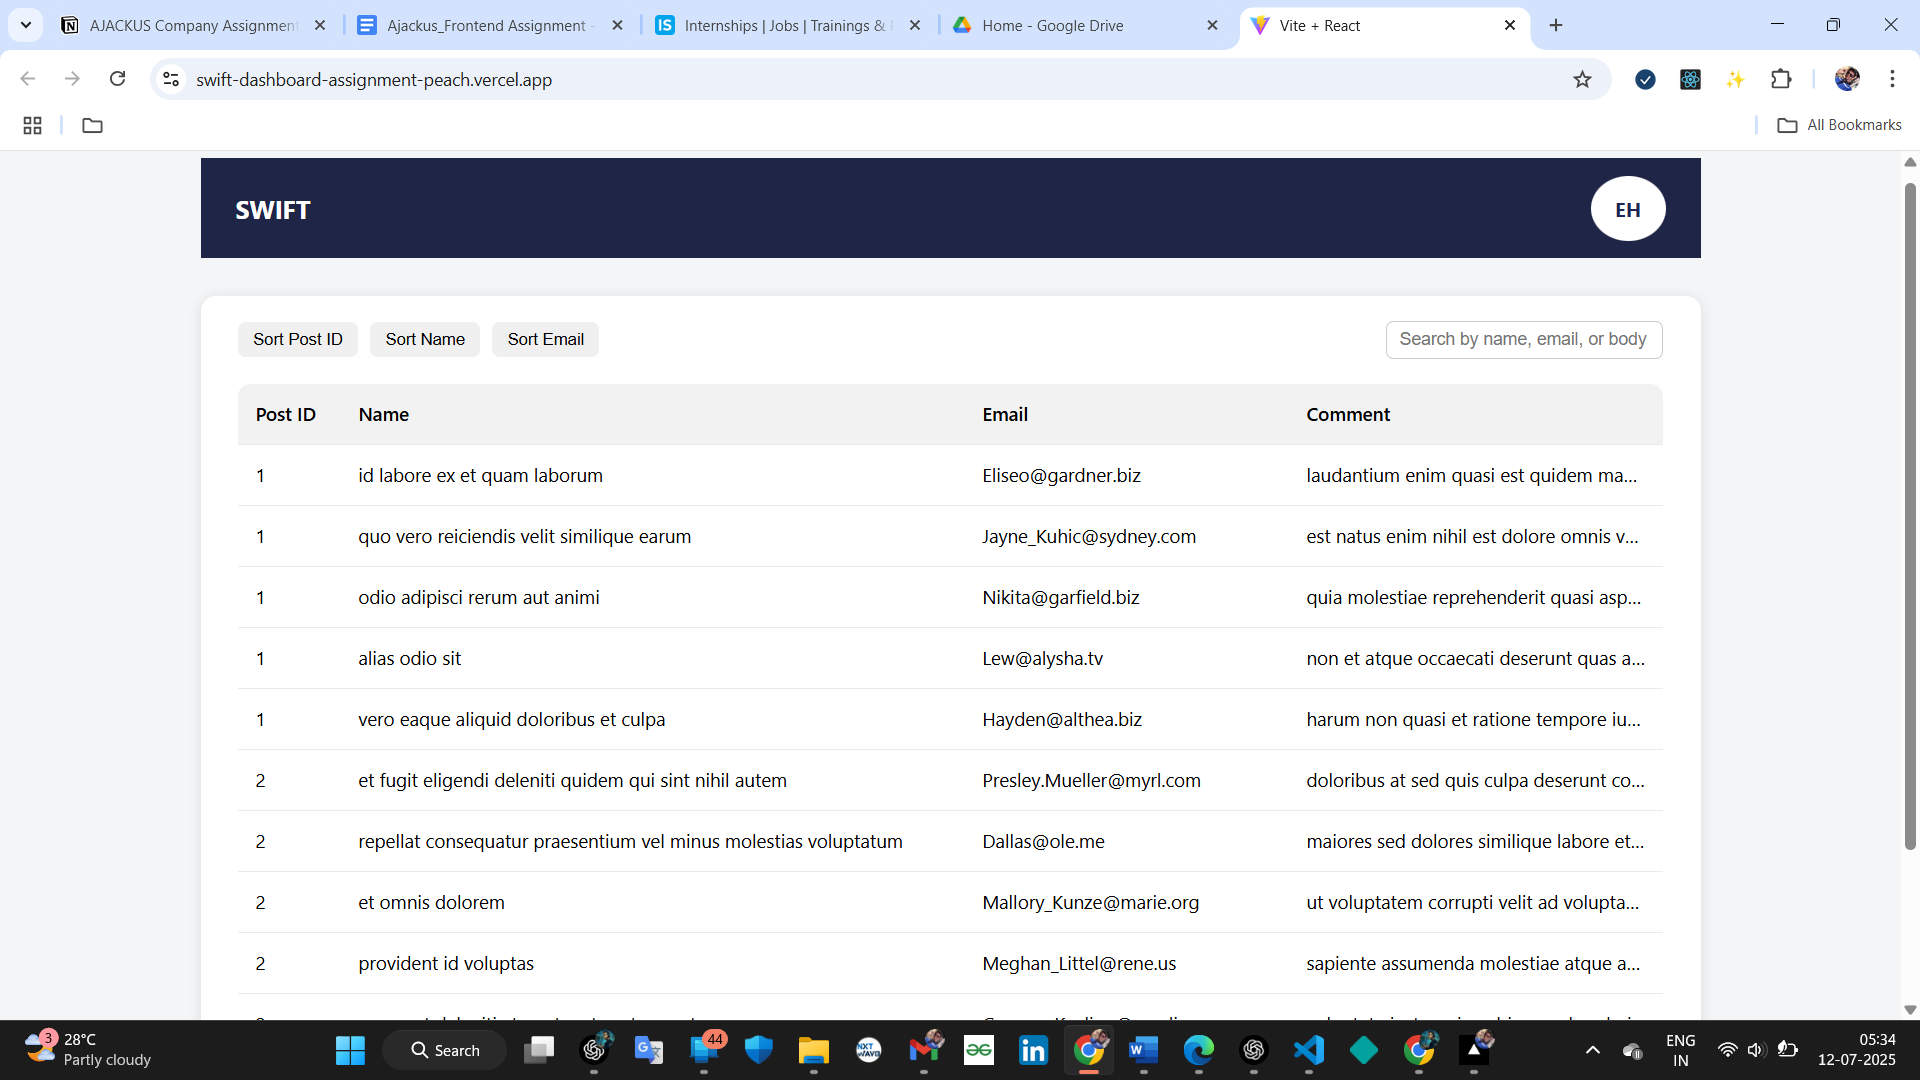 AJACKUS Company Assignment
Ajackus_Frontend Assignment -
Internships | Jobs | Trainings &
Home - Google Drive
Vite + React
swift-dashboard-assignment-peach.vercel.app
All Bookmarks
SWIFT
EH
Sort Post ID
Sort Name
Sort Email
Search by name, email, or body
Post ID Name Email Comment
1 id labore ex et quam laborum Eliseo@gardner.biz laudantium enim quasi est quidem ma...
1 quo vero reiciendis velit similique earum Jayne_Kuhic@sydney.com est natus enim nihil est dolore omnis v...
1 odio adipisci rerum aut animi Nikita@garfield.biz quia molestiae reprehenderit quasi asp...
1 alias odio sit Lew@alysha.tv non et atque occaecati deserunt quas a...
1 vero eaque aliquid doloribus et culpa Hayden@althea.biz harum non quasi et ratione tempore iu...
2 et fugit eligendi deleniti quidem qui sint nihil autem Presley.Mueller@myrl.com doloribus at sed quis culpa deserunt co...
2 repellat consequatur praesentium vel minus molestias voluptatum Dallas@ole.me maiores sed dolores similique labore et...
2 et omnis dolorem Mallory_Kunze@marie.org ut voluptatem corrupti velit ad volupta...
2 provident id voluptas Meghan_Littel@rene.us sapiente assumenda molestiae atque a...
3
28°C
Partly cloudy
Search
44
NXT
WAVE
ENG
IN
05:34
12-07-2025